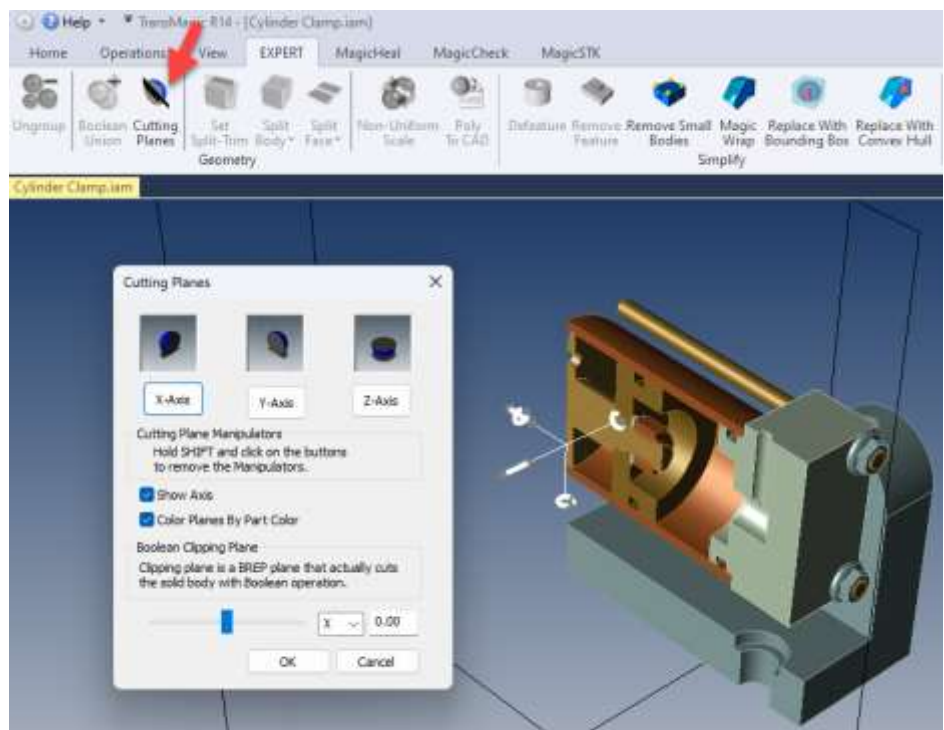 Help TransMagic R14 - [Cylinder Clamp.iam]
Home Operations View EXPERT MagicHeal MagicCheck MagicSTK
Ungroup Boolean Union Cutting Planes Set Split-Trim Split Body Split Face Non-Uniform Scale Poly To CAD Defeature Remove Feature Remove Small Bodies Magic Wrap Replace With Bounding Box Replace With Convex Hull
Geometry Simplify
Cylinder Clamp.iam
Cutting Planes
X-Axis Y-Axis Z-Axis
Cutting Plane Manipulators
Hold SHIFT and click on the buttons
to remove the Manipulators.
Show Axis
Color Planes By Part Color
Boolean Clipping Plane
Clipping plane is a BREP plane that actually cuts
the solid body with Boolean operation.
X 0.00
OK Cancel